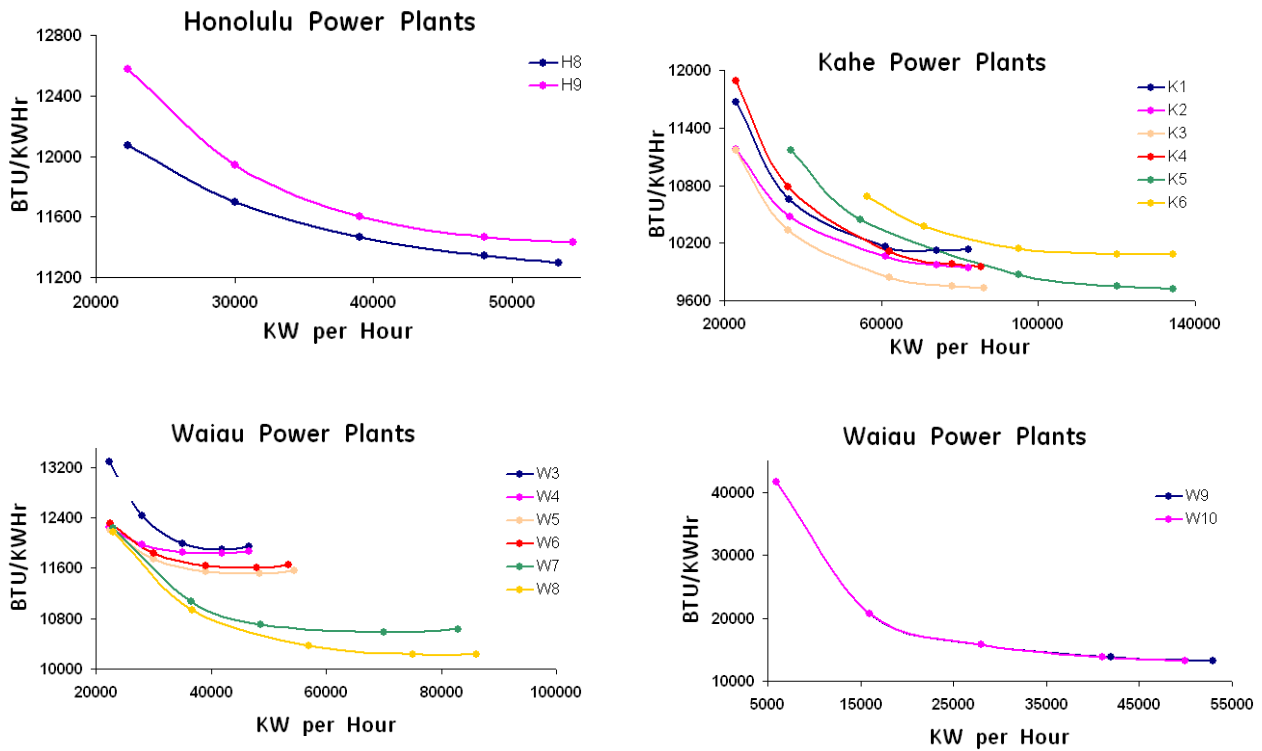 Honolulu Power Plants
BTU/KWHr
12800
12400
12000
11600
11200
20000 30000 40000 50000
KW per Hour
H8
H9
Kahe Power Plants
BTU/KWHr
12000
11400
10800
10200
9600
20000 60000 100000 140000
KW per Hour
K1
K2
K3
K4
K5
K6
Waiau Power Plants
BTU/KWHr
13200
12400
11600
10800
10000
20000 40000 60000 80000 100000
KW per Hour
W3
W4
W5
W6
W7
W8
Waiau Power Plants
BTU/KWHr
40000
30000
20000
10000
5000 15000 25000 35000 45000 55000
KW per Hour
W9
W10